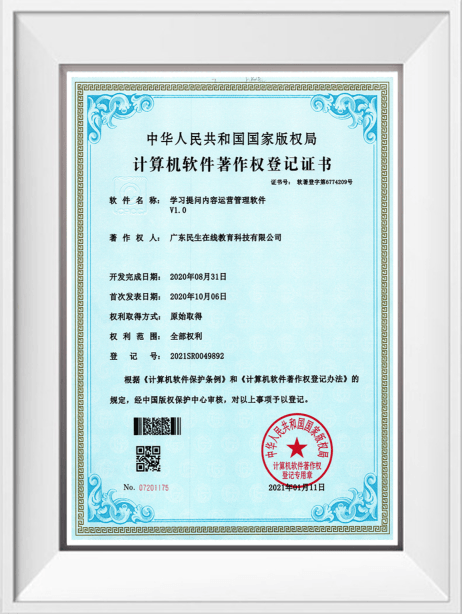 中华人民共和国国家版权局
计算机软件著作权登记证书
证书号： 软著登字第6774209号
软件名称： 学习提问内容运营管理软件
V1.0
著作权人： 广东民生在线教育科技有限公司
开发完成日期： 2020年08月31日
首次发表日期： 2020年10月06日
权利取得方式： 原始取得
权利范围： 全部权利
登记号： 2021SR0049892
根据《计算机软件保护条例》和《计算机软件著作权登记办法》的
规定，经中国版权保护中心审核，对以上事项予以登记。
中华人民共和国国家版权局
计算机软件著作权
登记专用章
No. 07201175
2021年01月11日